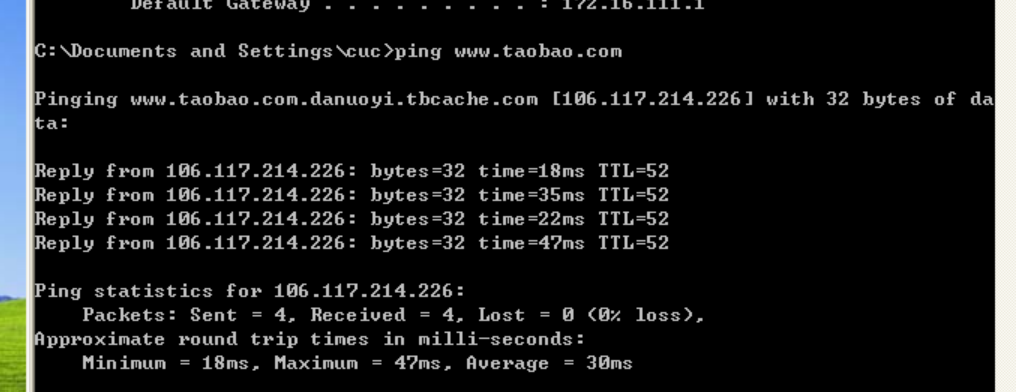 Default Gateway . . . . . . . . . : 172.16.111.1
C:\Documents and Settings\cuc>ping www.taobao.com
Pinging www.taobao.com.danuoyi.tbcache.com [106.117.214.226] with 32 bytes of da
ta:
Reply from 106.117.214.226: bytes=32 time=18ms TTL=52
Reply from 106.117.214.226: bytes=32 time=35ms TTL=52
Reply from 106.117.214.226: bytes=32 time=22ms TTL=52
Reply from 106.117.214.226: bytes=32 time=47ms TTL=52
Ping statistics for 106.117.214.226:
    Packets: Sent = 4, Received = 4, Lost = 0 (0% loss),
Approximate round trip times in milli-seconds:
    Minimum = 18ms, Maximum = 47ms, Average = 30ms